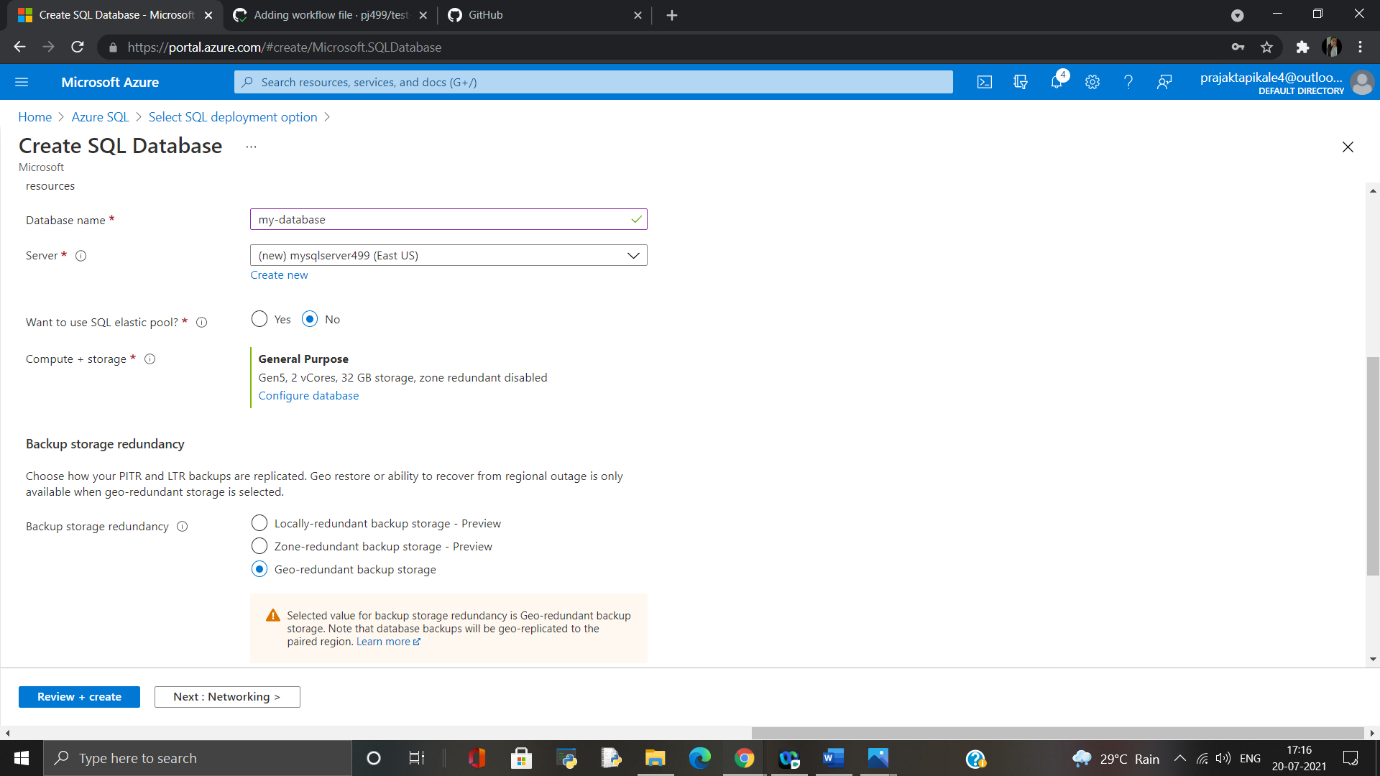 Create SQL Database - Microsoft
Adding workflow file · pj499/test
GitHub
https://portal.azure.com/#create/Microsoft.SQLDatabase
Microsoft Azure
Search resources, services, and docs (G+/)
4
prajaktapikale4@outloo...
DEFAULT DIRECTORY
Home > Azure SQL > Select SQL deployment option >
Create SQL Database ...
Microsoft
resources
Database name *
my-database
Server *
(new) mysqlserver499 (East US)
Create new
Want to use SQL elastic pool? *
Yes No
Compute + storage *
General Purpose
Gen5, 2 vCores, 32 GB storage, zone redundant disabled
Configure database
Backup storage redundancy
Choose how your PITR and LTR backups are replicated. Geo restore or ability to recover from regional outage is only
available when geo-redundant storage is selected.
Backup storage redundancy
Locally-redundant backup storage - Preview
Zone-redundant backup storage - Preview
Geo-redundant backup storage
Selected value for backup storage redundancy is Geo-redundant backup
storage. Note that database backups will be geo-replicated to the
paired region. Learn more
Review + create
Next : Networking >
Type here to search
29°C Rain
ENG
17:16
20-07-2021